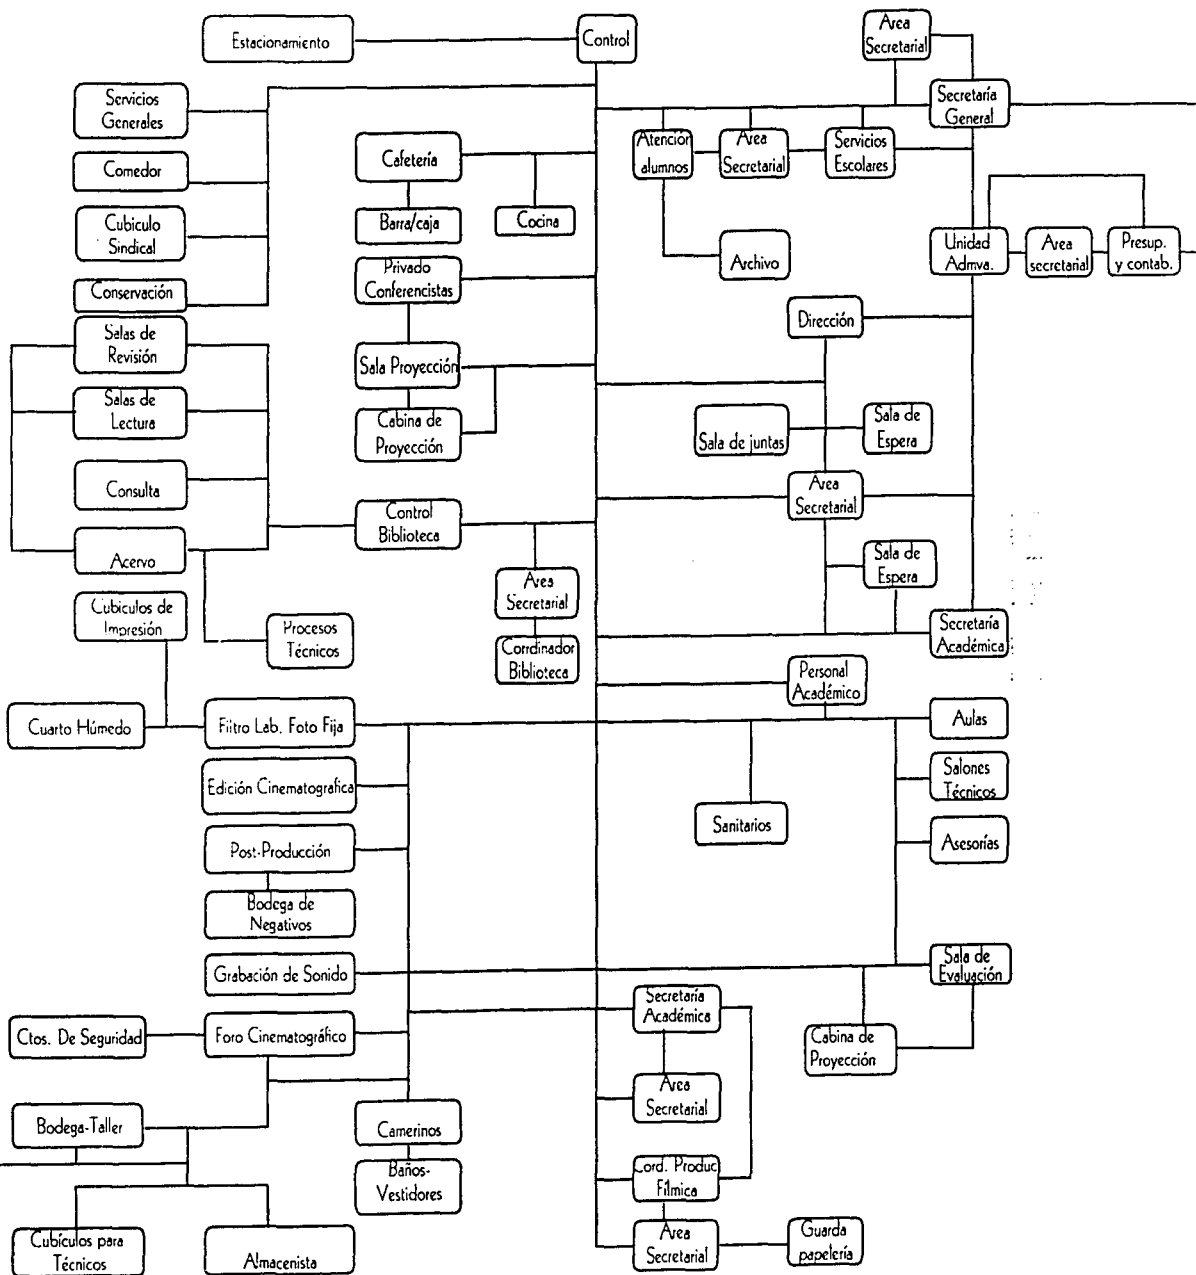 Estacionamiento
Control
Area
Secretarial
Servicios
Generales
Secretaría
General
Cafetería
Atención
alumnos
Area
Secretarial
Servicios
Escolares
Comedor
Cubiculo
Sindical
Barra/caja
Cocina
Unidad
Admva.
Area
secretarial
Presup.
y contab.
Archivo
Privado
Conferencistas
Conservación
Dirección
Salas de
Revisión
Sala Proyección
Salas de
Lectura
Cabina de
Proyección
Sala de juntas
Sala de
Espera
Consulta
Control
Biblioteca
Area
Secretarial
Acervo
Sala de
Espera
Area
Secretarial
Cubiculos de
Impresión
Procesos
Técnicos
Corrdinador
Biblioteca
Secretaría
Académica
Personal
Académico
Cuarto Húmedo
Filtro Lab. Foto Fija
Aulas
Edición Cinematografica
Salones
Técnicos
Sanitarios
Post-Producción
Asesorías
Bodega de
Negativos
Grabación de Sonido
Sala de
Evaluación
Secretaría
Académica
Ctos. De Seguridad
Foro Cinematográfico
Cabina de
Proyección
Area
Secretarial
Bodega-Taller
Camerinos
Baños-
Vestidores
Cord. Produc
Fílmica
Cubículos para
Técnicos
Almacenista
Area
Secretarial
Guarda
papelería